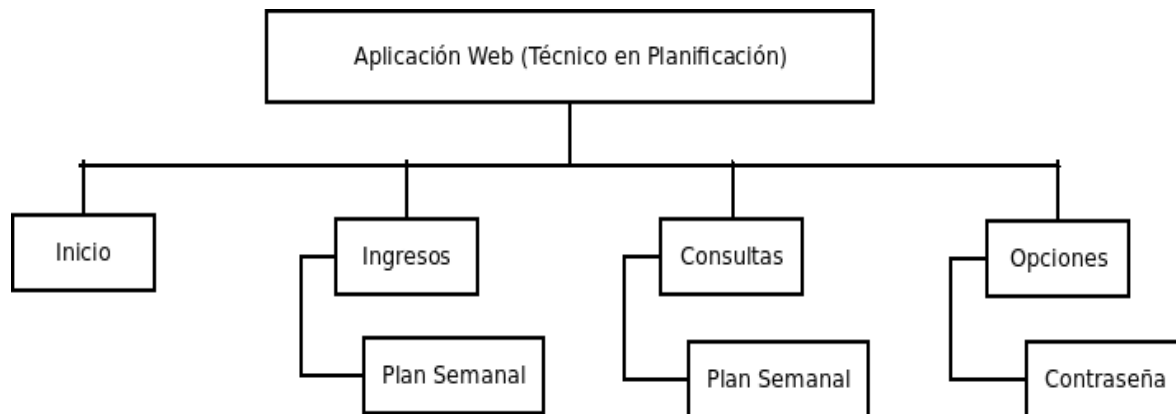 Aplicación Web (Técnico en Planificación)
Inicio
Ingresos
Consultas
Opciones
Plan Semanal
Plan Semanal
Contraseña